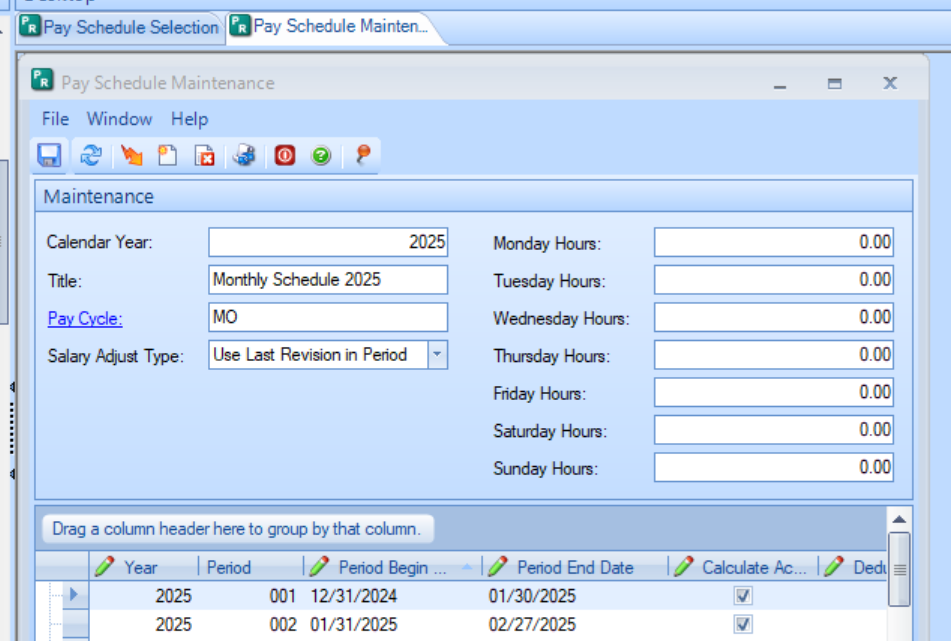 Pay Schedule Selection Pay Schedule Mainten...
Pay Schedule Maintenance
File Window Help
Maintenance
Calendar Year: 2025 Monday Hours: 0.00
Title: Monthly Schedule 2025 Tuesday Hours: 0.00
Pay Cycle: MO Wednesday Hours: 0.00
Salary Adjust Type: Use Last Revision in Period Thursday Hours: 0.00
Friday Hours: 0.00
Saturday Hours: 0.00
Sunday Hours: 0.00
Drag a column header here to group by that column.
Year Period Period Begin ... Period End Date Calculate Ac... Dedu
2025 001 12/31/2024 01/30/2025
2025 002 01/31/2025 02/27/2025